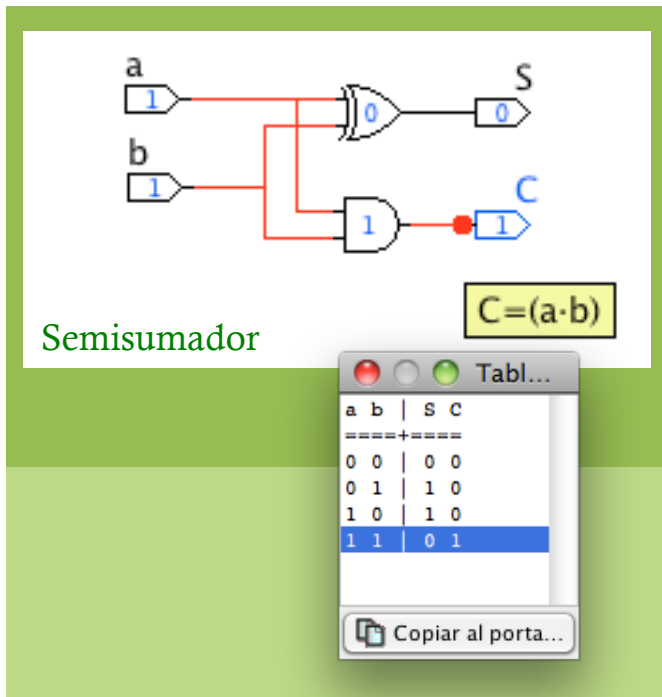 a
1
S
0
0
b
1
C
1
1
C=(a·b)
Semisumador
Tabl...
a b | S C
====+====
0 0 | 0 0
0 1 | 1 0
1 0 | 1 0
1 1 | 0 1
Copiar al porta...